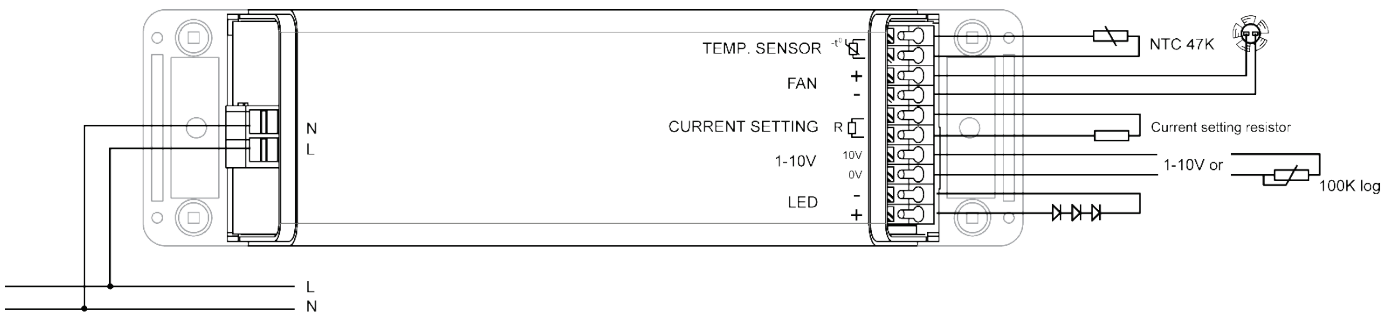 TEMP. SENSOR -t° NTC 47K
FAN +
-
N
L
CURRENT SETTING R Current setting resistor
1-10V 10V 1-10V or
0V 100K log
LED -
+
L
N